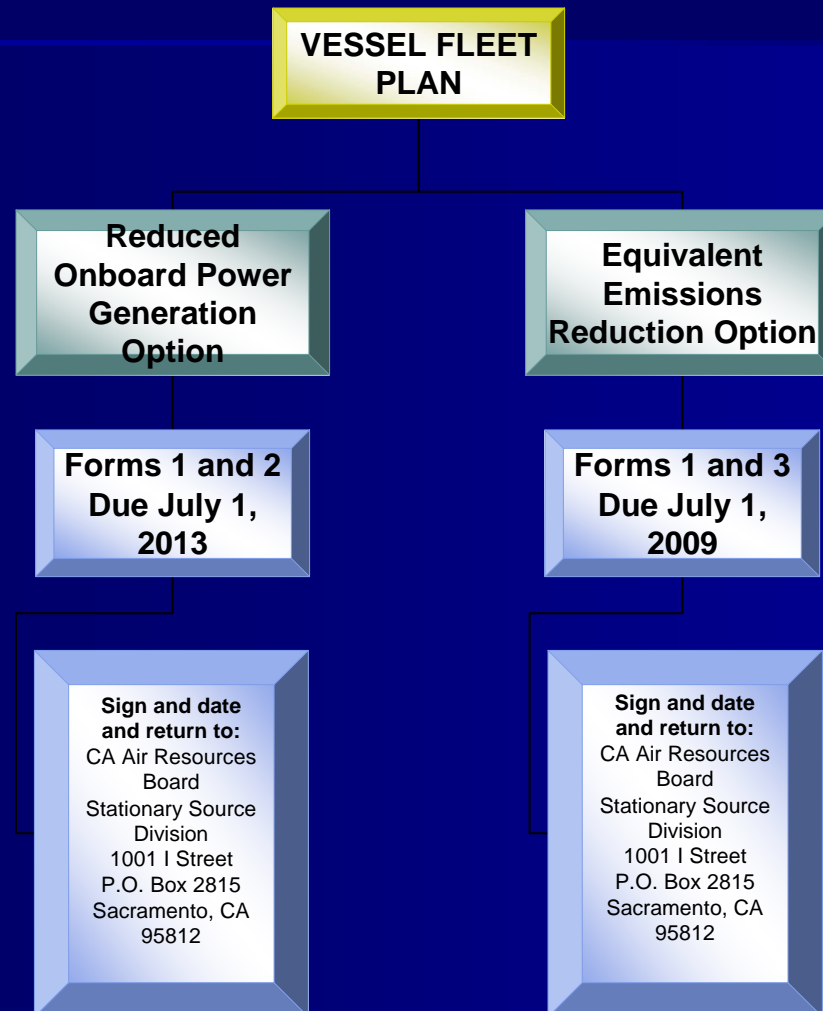 VESSEL FLEET
PLAN
Reduced
Onboard Power
Generation
Option
Equivalent
Emissions
Reduction Option
Forms 1 and 2
Due July 1,
2013
Forms 1 and 3
Due July 1,
2009
Sign and date
and return to:
CA Air Resources
Board
Stationary Source
Division
1001 I Street
P.O. Box 2815
Sacramento, CA
95812
Sign and date
and return to:
CA Air Resources
Board
Stationary Source
Division
1001 I Street
P.O. Box 2815
Sacramento, CA
95812